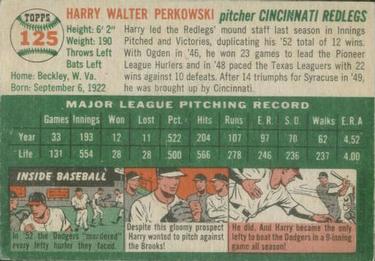 TOPPS
125
HARRY WALTER PERKOWSKI pitcher CINCINNATI REDLEGS
Height: 6' 2"
Weight: 190
Throws Left
Bats Left
Home: Beckley, W. Va.
Born: September 6, 1922
Harry led the Redlegs' mound staff last season in Innings
Pitched and Victories, duplicating his '52 total of 12 wins.
With Ogden in '46, he won 23 games to lead the Pioneer
League Hurlers and in '48 paced the Texas Leaguers with 22
wins against 10 defeats. After 14 triumphs for Syracuse in '49,
he was brought up by Cincinnati.
MAJOR LEAGUE PITCHING RECORD
Games Innings Won Lost Pct. Hits Runs E.R. S.O. Walks E.R.A
Year 33 193 12 11 .522 204 107 97 70 62 4.52
Life 131 554 28 28 .500 566 278 246 236 4.00
INSIDE BASEBALL
In '52 the Dodgers "murdered"
every lefty hurler they faced.
Despite this gloomy prospect
Harry wanted to pitch against
the Brooks!
He did. And Harry became the only
lefty to beat the Dodgers in a 9-inning
game all season!